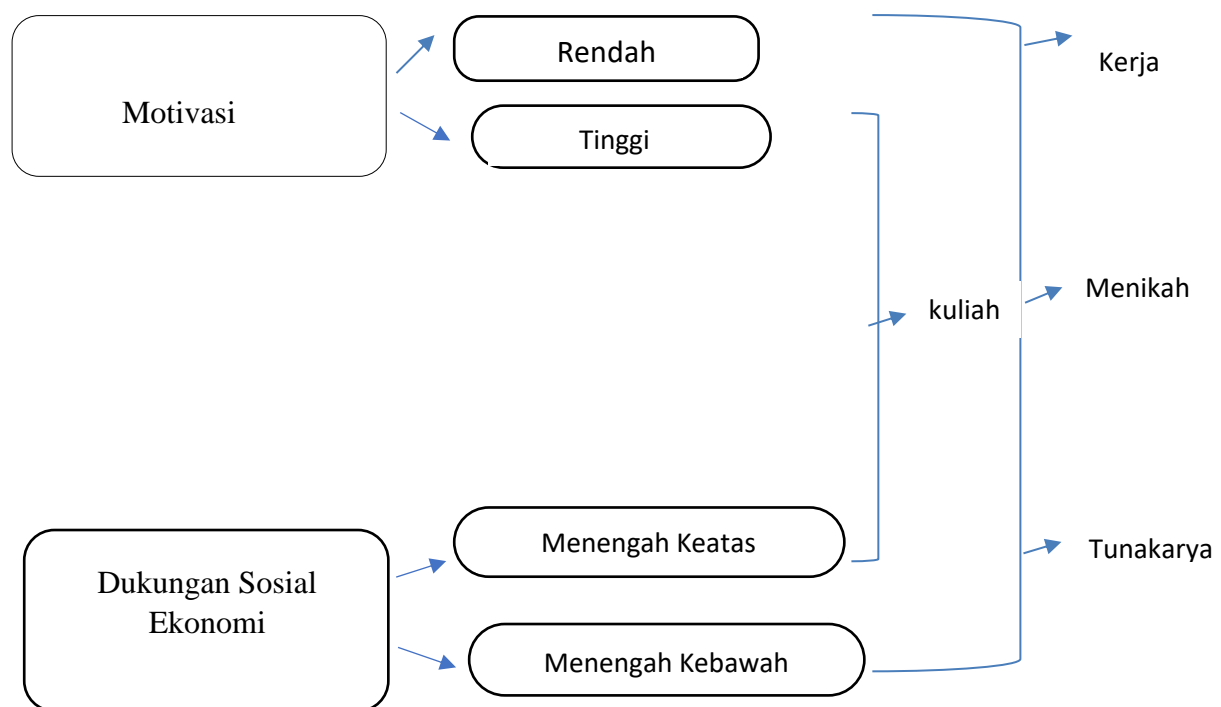 Motivasi
Rendah
Tinggi
Kerja
kuliah
Menikah
Dukungan Sosial
Ekonomi
Menengah Keatas
Menengah Kebawah
Tunakarya